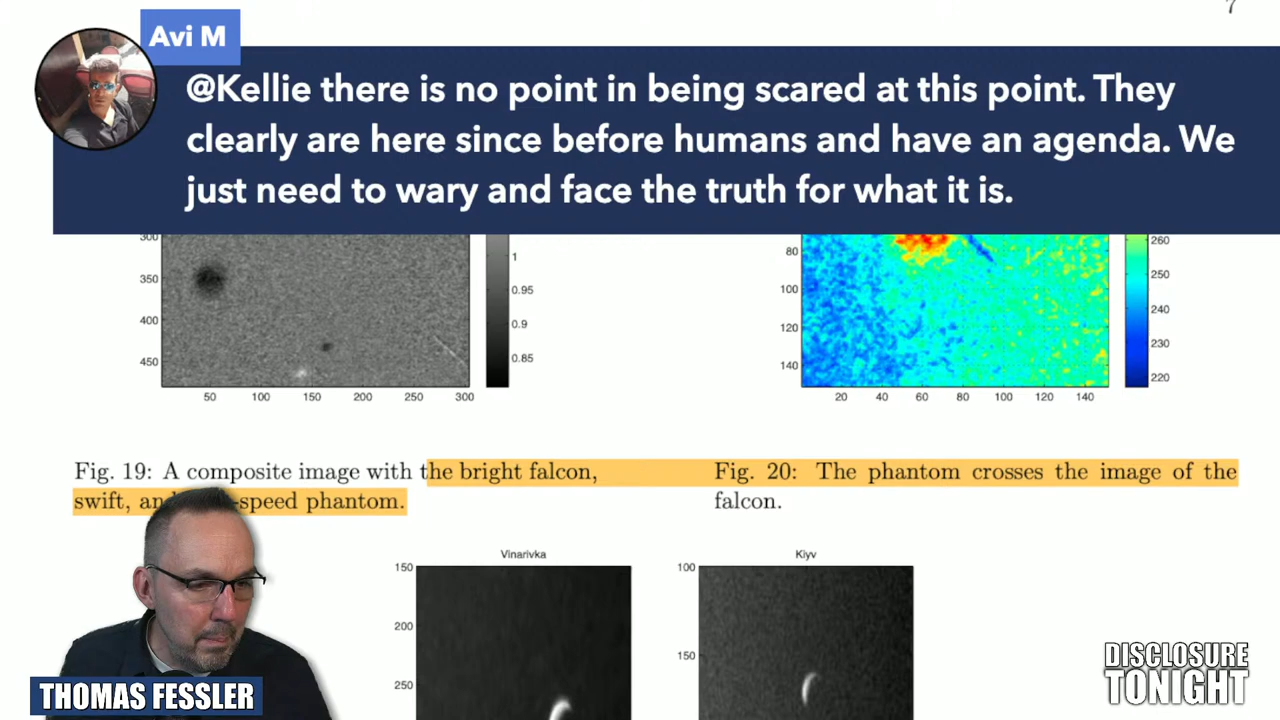 7
Avi M
@Kellie there is no point in being scared at this point. They
clearly are here since before humans and have an agenda. We
just need to wary and face the truth for what it is.
300
350
400
450
50
100
150
200
250
300
1
0.95
0.9
0.85
80
100
120
140
20
40
60
80
100
120
140
260
250
240
230
220
Fig. 19: A composite image with the bright falcon,
swift, an -speed phantom.
Fig. 20: The phantom crosses the image of the
falcon.
Vinarivka
150
200
250
Kiyv
100
150
THOMAS FESSLER
DISCLOSURE
TONIGHT